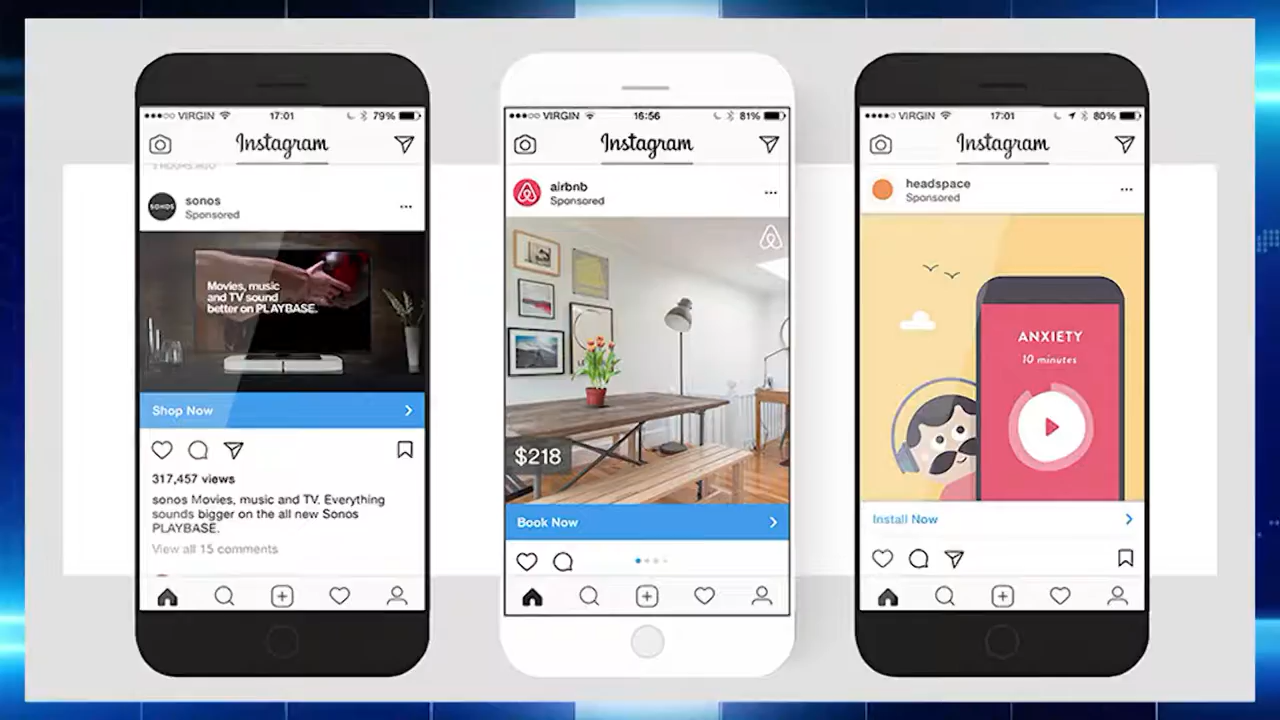 VIRGIN 17:01 79%
Instagram
sonos
Sponsored
SONOS
Movies, music
and TV sound
better on PLAYBASE.
Shop Now
317,457 views
sonos Movies, music and TV. Everything
sounds bigger on the all new Sonos
PLAYBASE.
View all 15 comments
VIRGIN 16:56 81%
Instagram
airbnb
Sponsored
$218
Book Now
VIRGIN 17:01 80%
Instagram
headspace
Sponsored
ANXIETY
10 minutes
Install Now